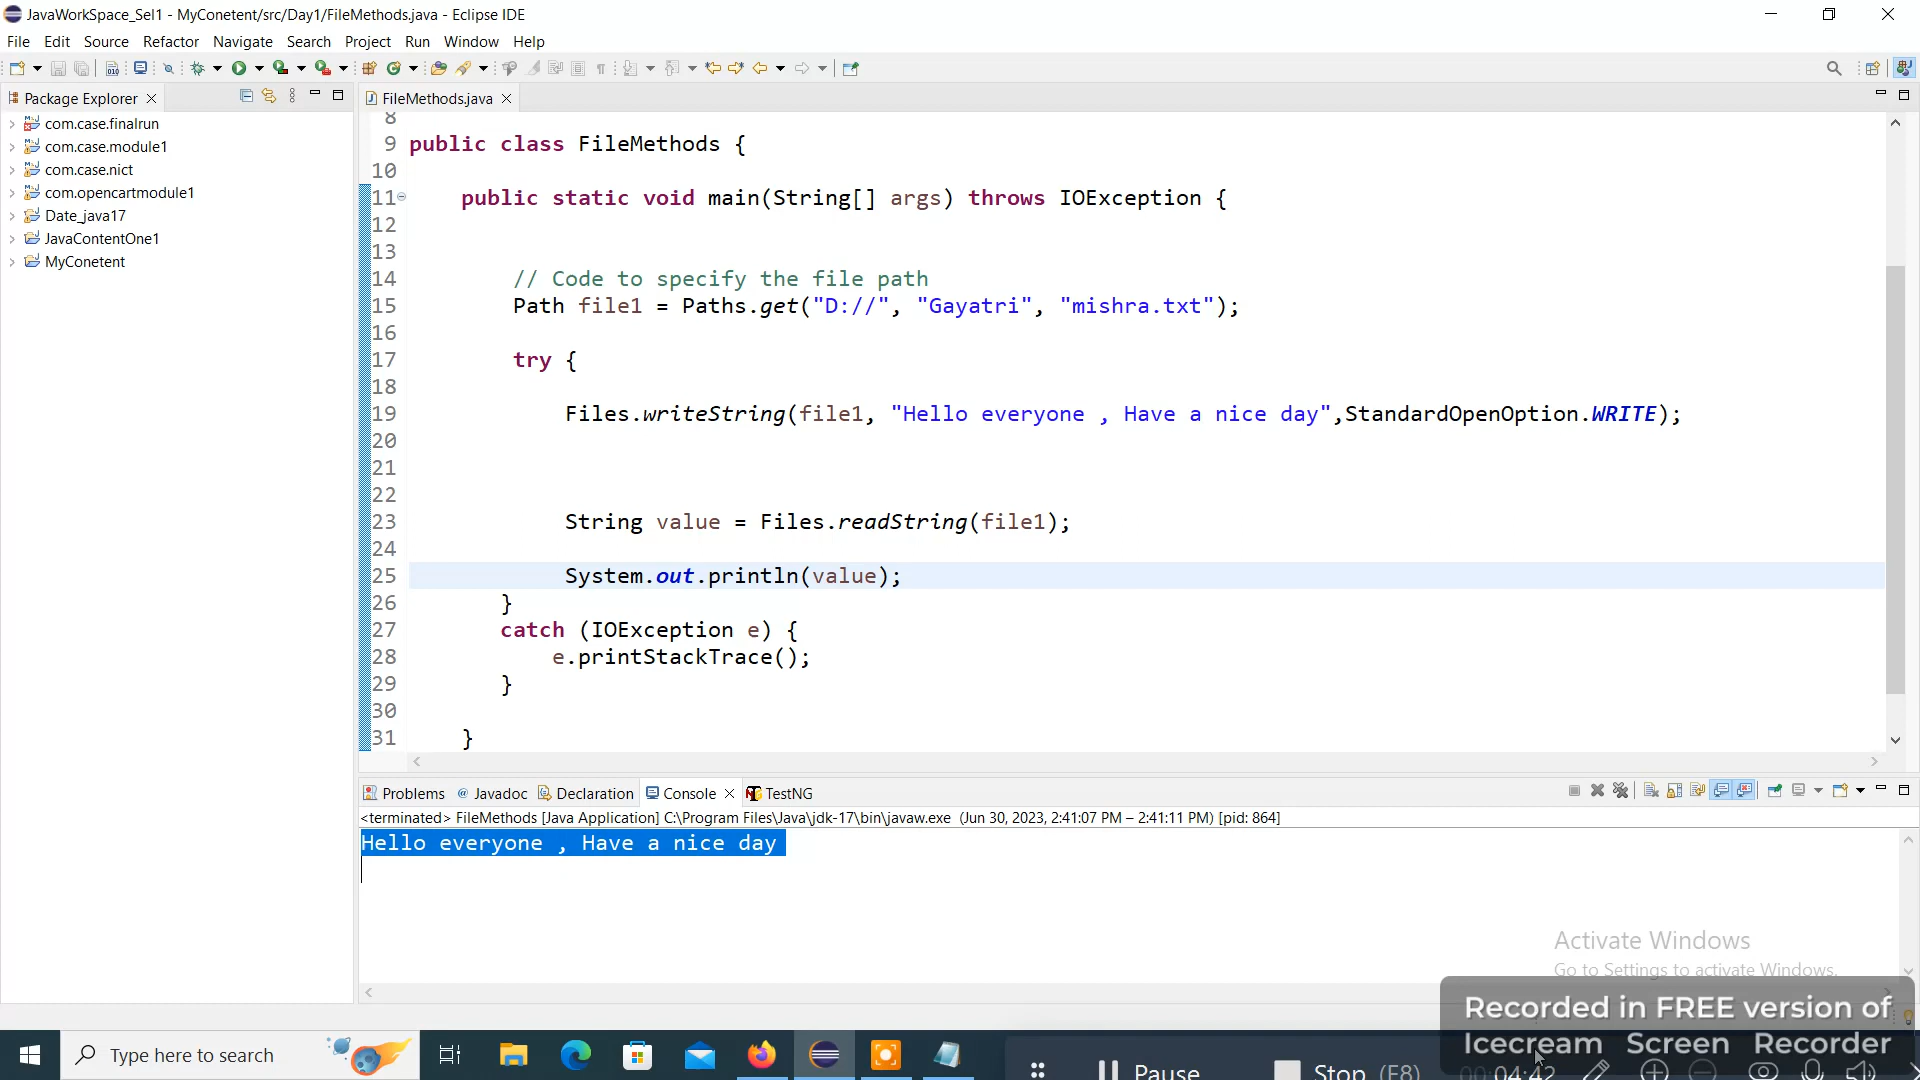 JavaWorkSpace_Sel1 - MyConetent/src/Day1/FileMethods.java - Eclipse IDE
File Edit Source Refactor Navigate Search Project Run Window Help
Package Explorer
FileMethods.java
com.case.finalrun
com.case.module1
com.case.nict
com.opencartmodule1
Date_java17
JavaContentOne1
MyConetent
8
9 public class FileMethods {
10
11 public static void main(String[] args) throws IOException {
12
13
14 // Code to specify the file path
15 Path file1 = Paths.get("D://", "Gayatri", "mishra.txt");
16
17 try {
18
19 Files.writeString(file1, "Hello everyone , Have a nice day",StandardOpenOption.WRITE);
20
21
22
23 String value = Files.readString(file1);
24
25 System.out.println(value);
26 }
27 catch (IOException e) {
28 e.printStackTrace();
29 }
30
31 }
Problems @ Javadoc Declaration Console TestNG
<terminated> FileMethods [Java Application] C:\Program Files\Java\jdk-17\bin\javaw.exe (Jun 30, 2023, 2:41:07 PM – 2:41:11 PM) [pid: 864]
Hello everyone , Have a nice day
Activate Windows
Go to Settings to activate Windows.
Recorded in FREE version of
Icecream Screen Recorder
Type here to search
Pause
Stop (F8)
00:04:42